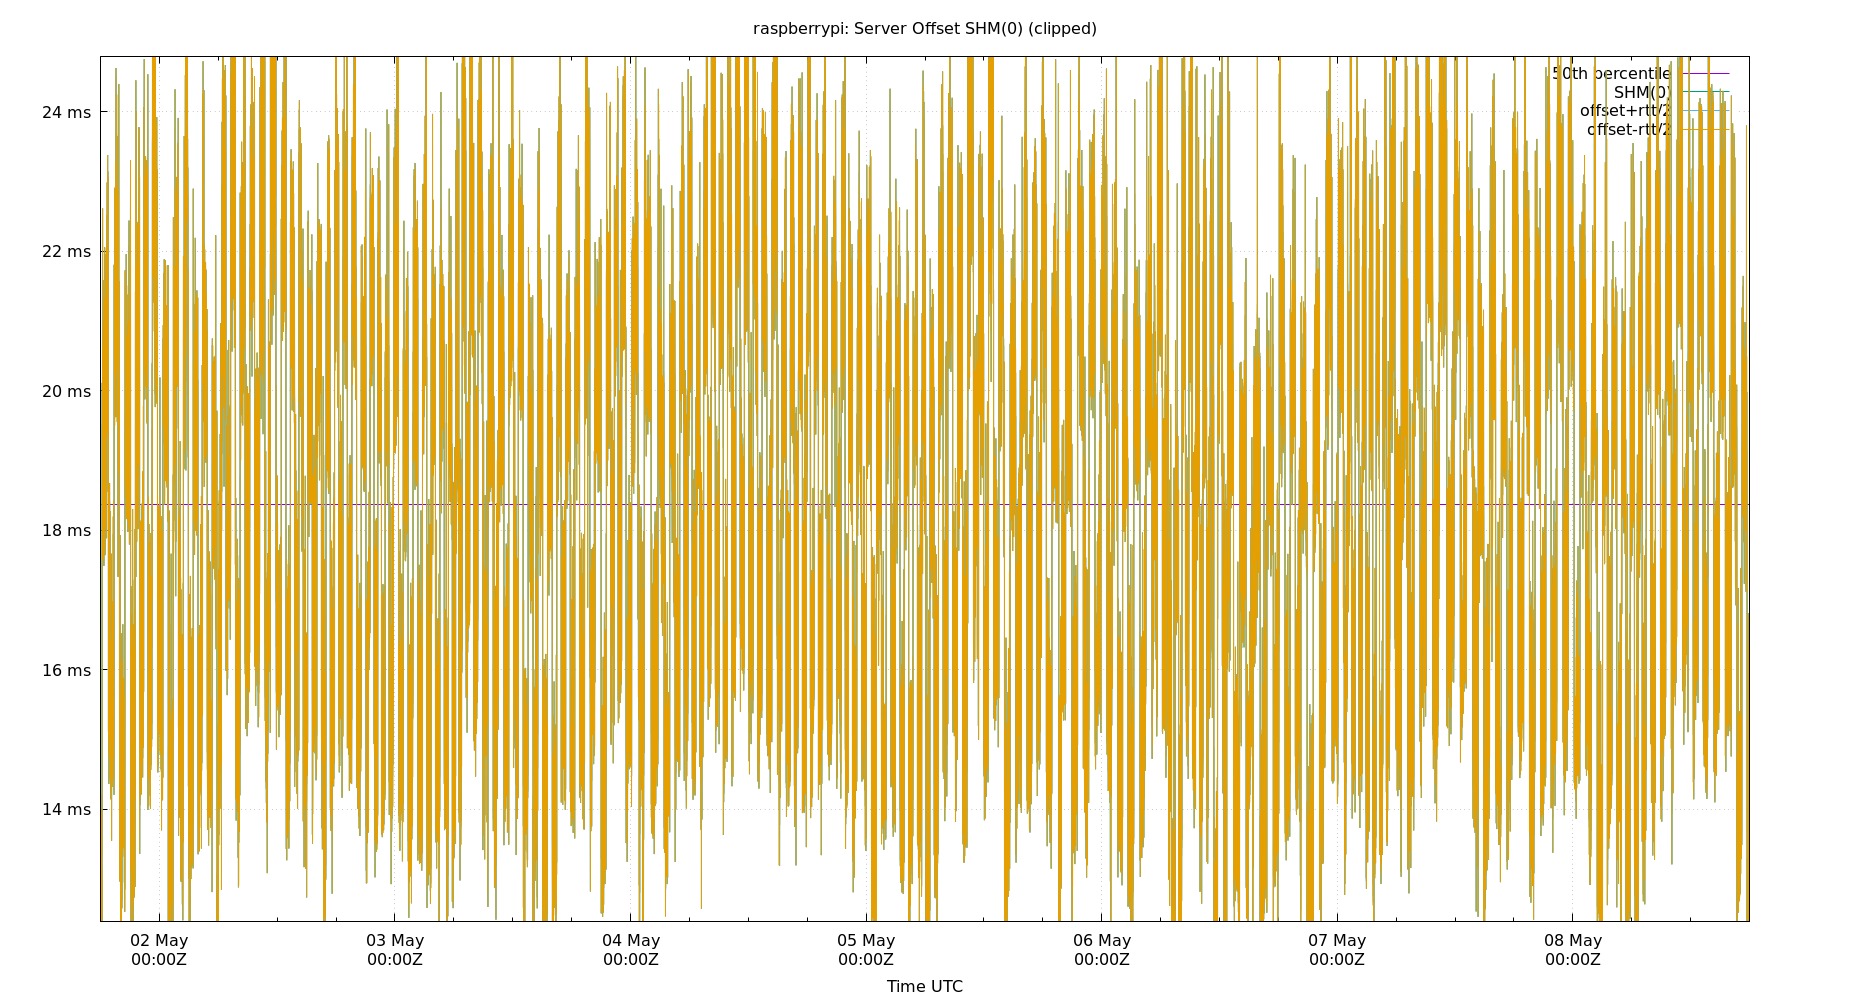 raspberrypi: Server Offset SHM(0) (clipped)
50th percentile
SHM(0)
offset+rtt/2
offset-rtt/2
24 ms
22 ms
20 ms
18 ms
16 ms
14 ms
02 May 03 May 04 May 05 May 06 May 07 May 08 May
00:00Z 00:00Z 00:00Z 00:00Z 00:00Z 00:00Z 00:00Z
Time UTC